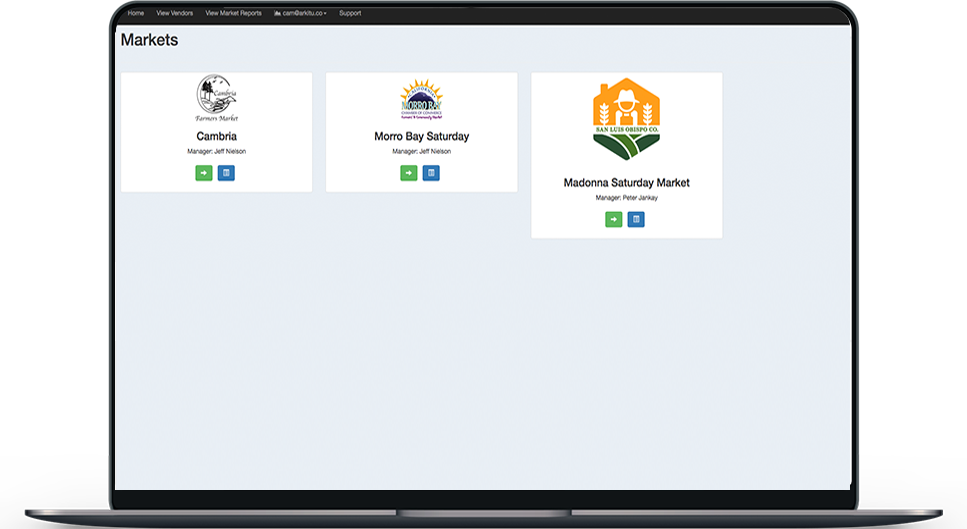 Home View Vendors View Market Reports cam@arkitu.co Support
Markets
Cambria
Farmers Market
Cambria
Manager: Jeff Nielson
CALIFORNIA
MORRO BAY
CHAMBER OF COMMERCE
Farmers & Community Market
Morro Bay Saturday
Manager: Jeff Nielson
SAN LUIS OBISPO CO.
Madonna Saturday Market
Manager: Peter Jankay